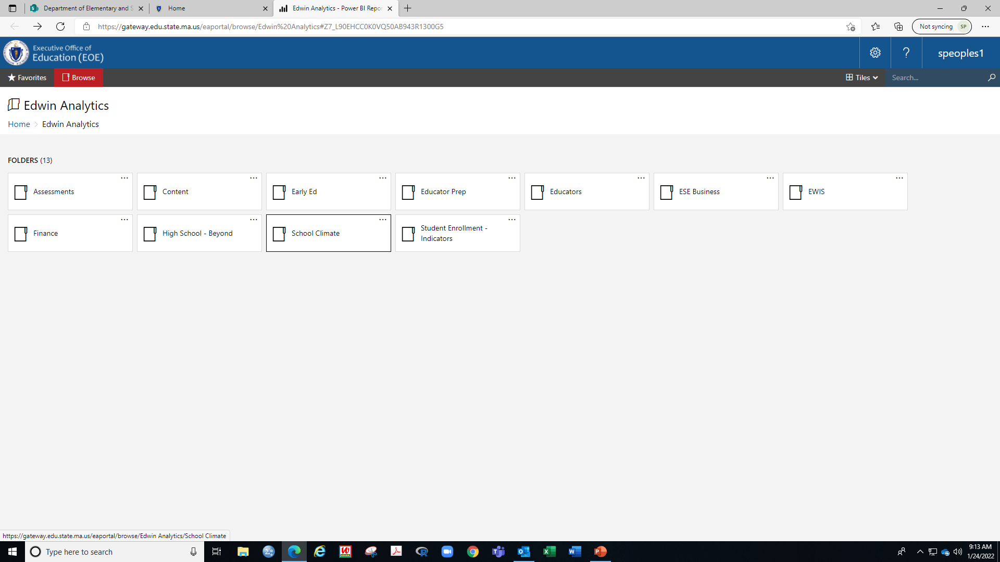 Department of Elementary and S
Home
Edwin Analytics - Power BI Repor
https://gateway.edu.state.ma.us/eaportal/browse/Edwin%20Analytics#Z7_L90EHCC0K0VQ50AB943R1300G5
Not syncing SP
Executive Office of
Education (EOE)
speoples1
Favorites
Browse
Tiles
Search...
Edwin Analytics
Home > Edwin Analytics
FOLDERS (13)
Assessments
Content
Early Ed
Educator Prep
Educators
ESE Business
EWIS
Finance
High School - Beyond
School Climate
Student Enrollment -
Indicators
https://gateway.edu.state.ma.us/eaportal/browse/Edwin Analytics/School Climate
Type here to search
9:13 AM
1/24/2022